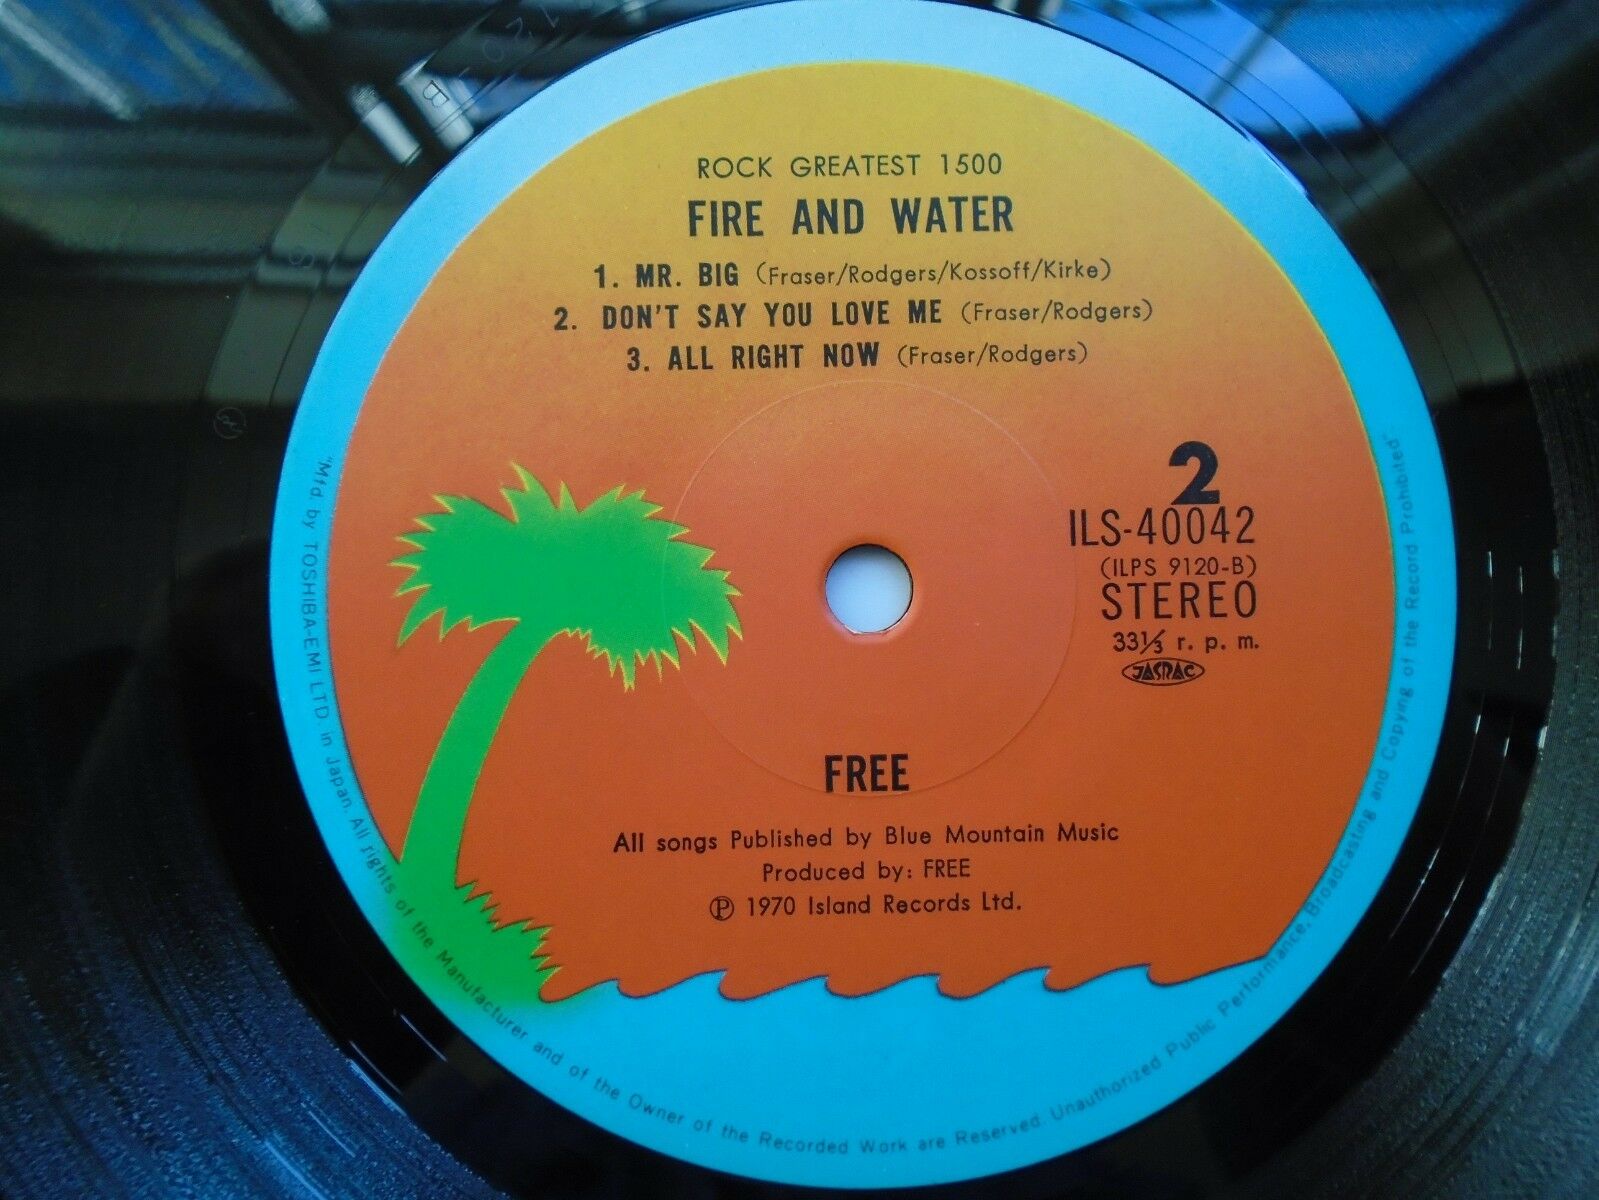 ROCK GREATEST 1500
FIRE AND WATER
1. MR. BIG (Fraser/Rodgers/Kossoff/Kirke)
2. DON'T SAY YOU LOVE ME (Fraser/Rodgers)
3. ALL RIGHT NOW (Fraser/Rodgers)
2
ILS-40042
(ILPS 9120-B)
STEREO
33⅓ r. p. m.
JASRAC
FREE
All songs Published by Blue Mountain Music
Produced by: FREE
℗ 1970 Island Records Ltd.
"Mfd. by TOSHIBA-EMI LTD. in Japan. All rights of the Manufacturer and of the Owner of the Recorded Work are Reserved. Unauthorized Public Performance, Broadcasting and Copying of the Record Prohibited"